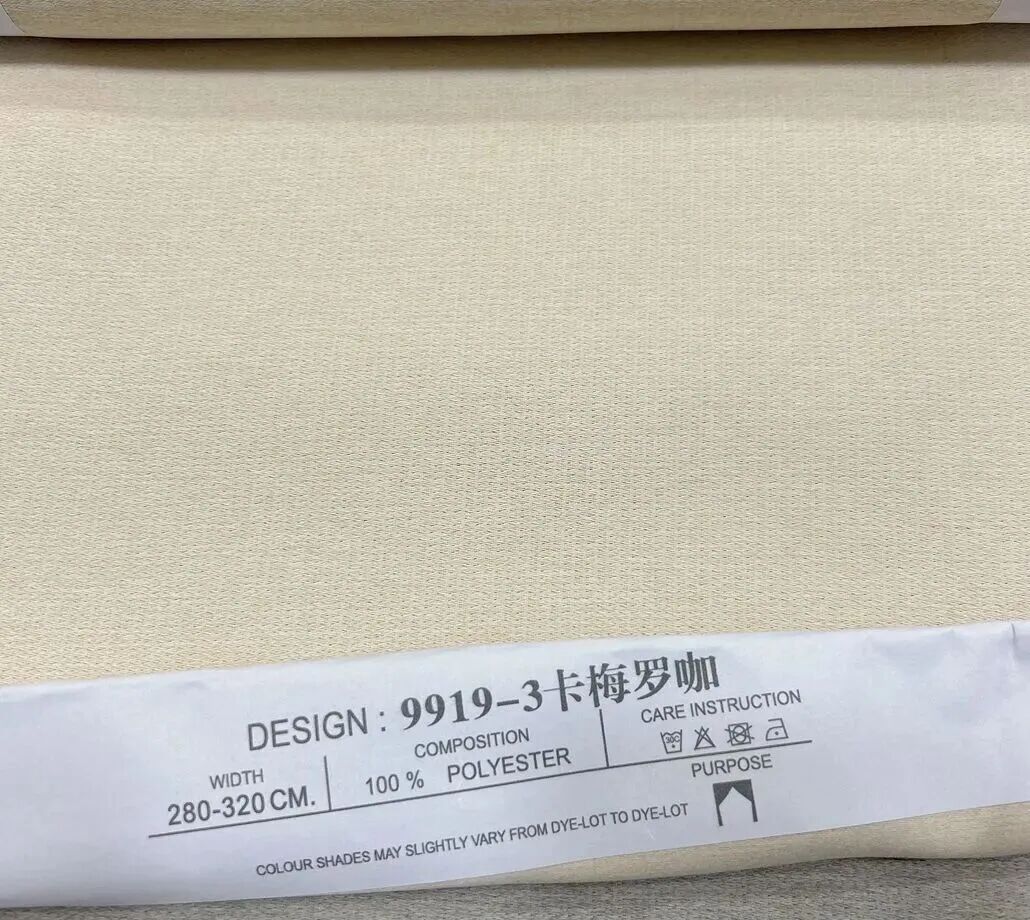 DESIGN : 9919-3卡梅罗咖
WIDTH
280-320 CM.
COMPOSITION
100 % POLYESTER
CARE INSTRUCTION
30C
PURPOSE
COLOUR SHADES MAY SLIGHTLY VARY FROM DYE-LOT TO DYE-LOT